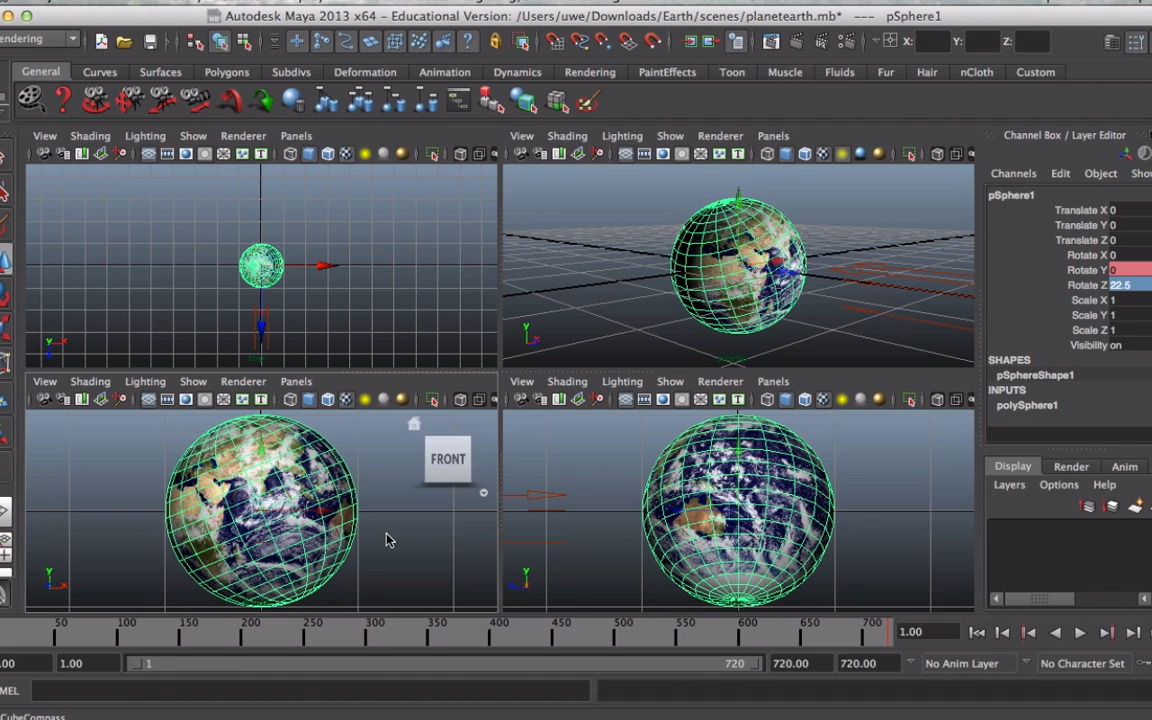 Autodesk Maya 2013 x64 - Educational Version: /Users/uwe/Downloads/Earth/scenes/planetearth.mb* --- pSphere1
endering X: Y: Z:
General Curves Surfaces Polygons Subdivs Deformation Animation Dynamics Rendering PaintEffects Toon Muscle Fluids Fur Hair nCloth Custom
View Shading Lighting Show Renderer Panels
View Shading Lighting Show Renderer Panels
Channel Box / Layer Editor
Channels Edit Object Sho
pSphere1
Translate X 0
Translate Y 0
Translate Z 0
Rotate X 0
Rotate Y 0
Rotate Z 22.5
Scale X 1
Scale Y 1
Scale Z 1
Visibility on
SHAPES
pSphereShape1
INPUTS
polySphere1
y x
y
View Shading Lighting Show Renderer Panels
View Shading Lighting Show Renderer Panels
FRONT
y x
y
Display Render Anim
Layers Options Help
50 100 150 200 250 300 350 400 450 500 550 600 650 700 1.00
.00 1.00 1 720 720.00 720.00 No Anim Layer No Character Set
MEL
CubeCompass